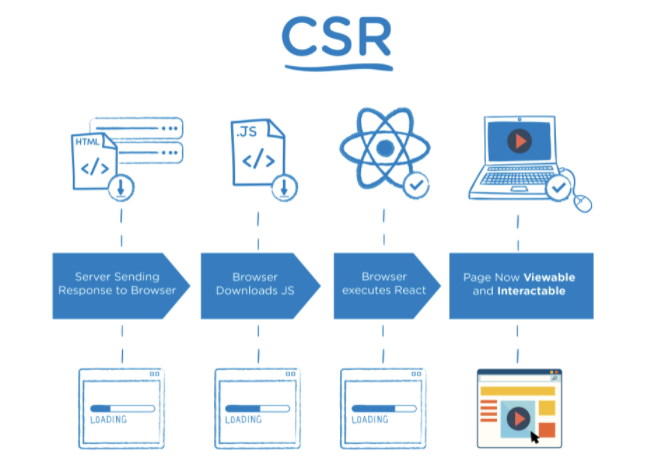 CSR
HTML
</>
.JS
</>
Server Sending
Response to Browser
Browser
Downloads JS
Browser
executes React
Page Now Viewable
and Interactable
LOADING
LOADING
LOADING